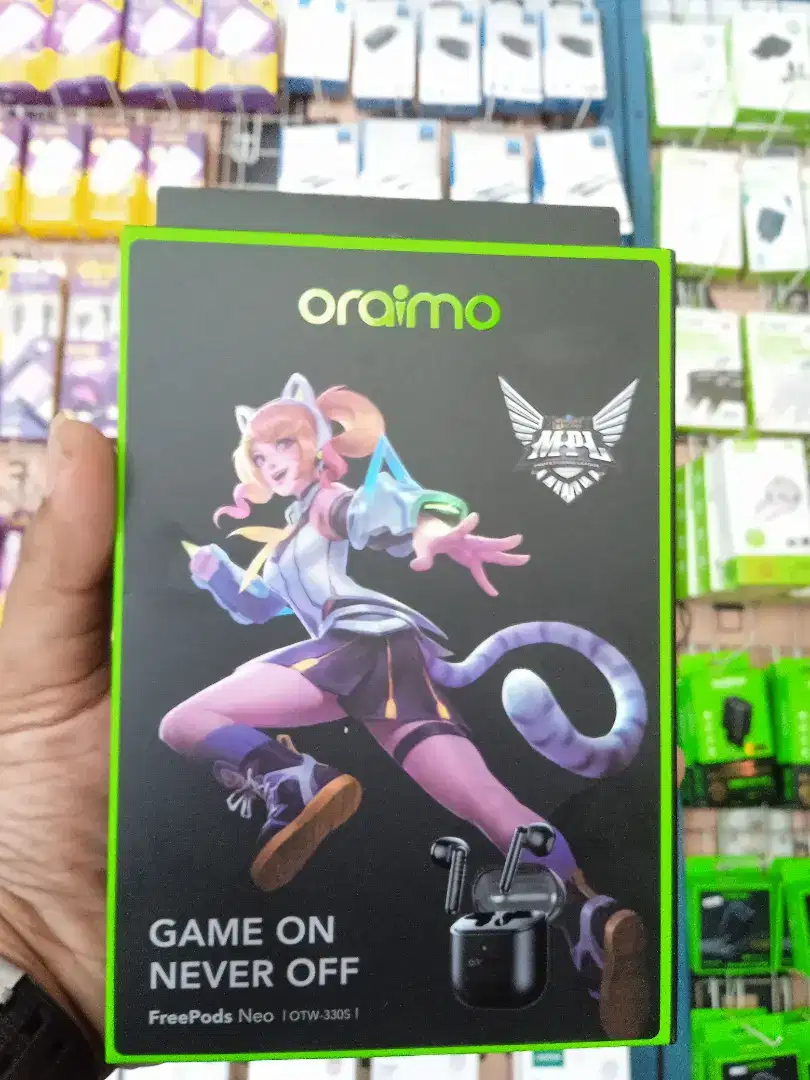 oraimo
MPL
GAME ON
NEVER OFF
FreePods Neo | OTW-330S |